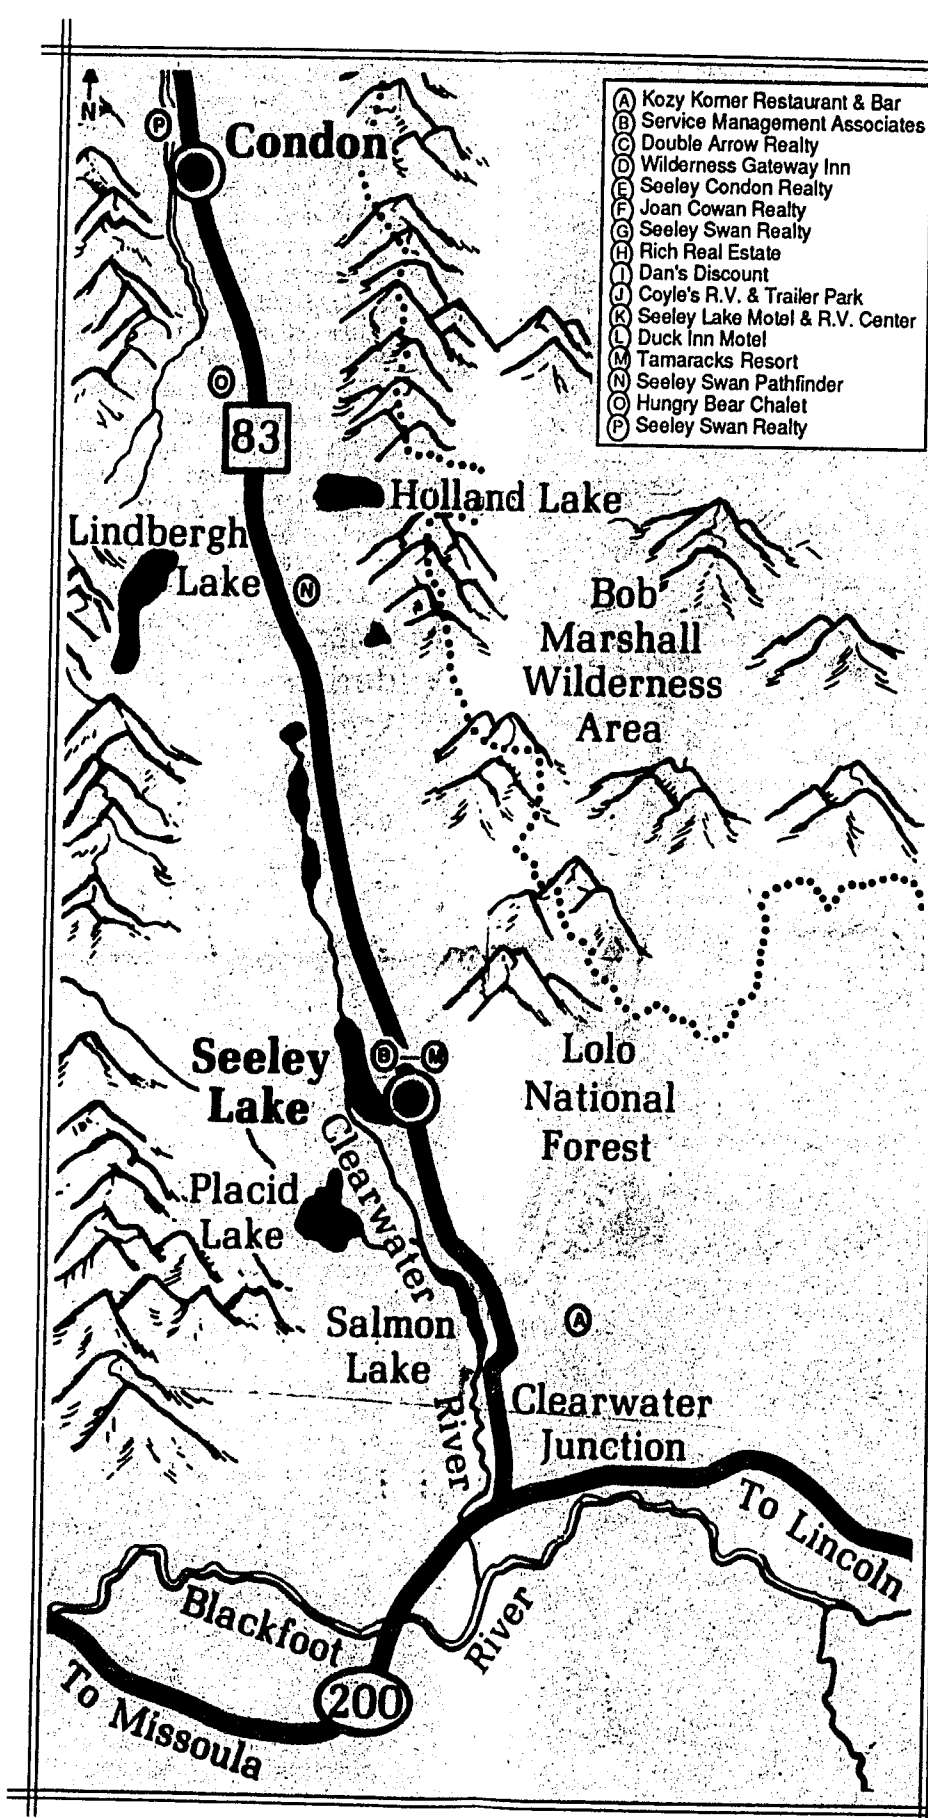 N
P
Condon
A Kozy Korner Restaurant & Bar
B Service Management Associates
C Double Arrow Realty
D Wilderness Gateway Inn
E Seeley Condon Realty
F Joan Cowan Realty
G Seeley Swan Realty
H Rich Real Estate
I Dan's Discount
J Coyle's R.V. & Trailer Park
K Seeley Lake Motel & R.V. Center
L Duck Inn Motel
M Tamaracks Resort
N Seeley Swan Pathfinder
O Hungry Bear Chalet
P Seeley Swan Realty
O
83
Holland Lake
Lindbergh
Lake
N
Bob
Marshall
Wilderness
Area
Seeley
Lake
B–M
Lolo
National
Forest
Clearwater
Placid
Lake
Salmon
Lake
A
River
Clearwater
Junction
To Lincoln
Blackfoot
River
200
To Missoula